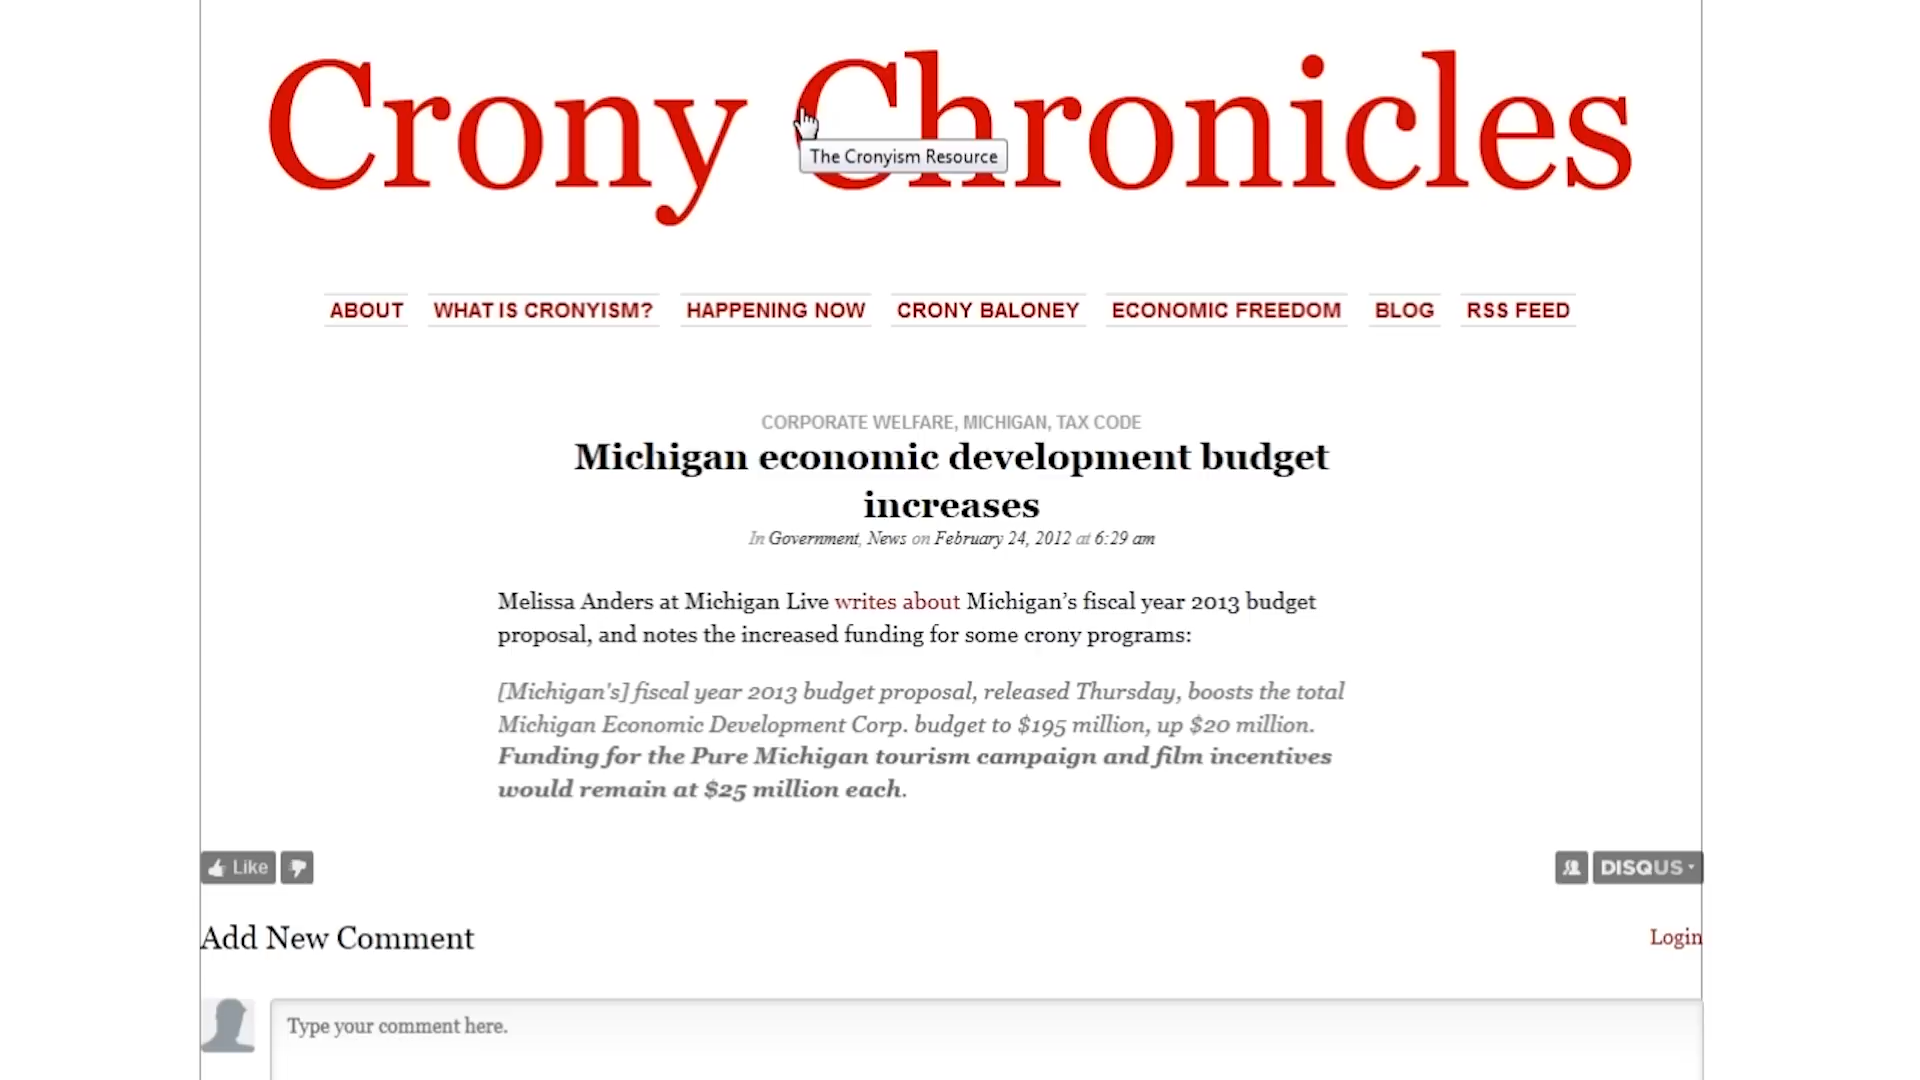 Crony Chronicles
The Cronyism Resource
ABOUT WHAT IS CRONYISM? HAPPENING NOW CRONY BALONEY ECONOMIC FREEDOM BLOG RSS FEED
CORPORATE WELFARE, MICHIGAN, TAX CODE
Michigan economic development budget
increases
In Government, News on February 24, 2012 at 6:29 am
Melissa Anders at Michigan Live writes about Michigan’s fiscal year 2013 budget
proposal, and notes the increased funding for some crony programs:
[Michigan's] fiscal year 2013 budget proposal, released Thursday, boosts the total
Michigan Economic Development Corp. budget to $195 million, up $20 million.
Funding for the Pure Michigan tourism campaign and film incentives
would remain at $25 million each.
Like DISQUS
Add New Comment Login
Type your comment here.